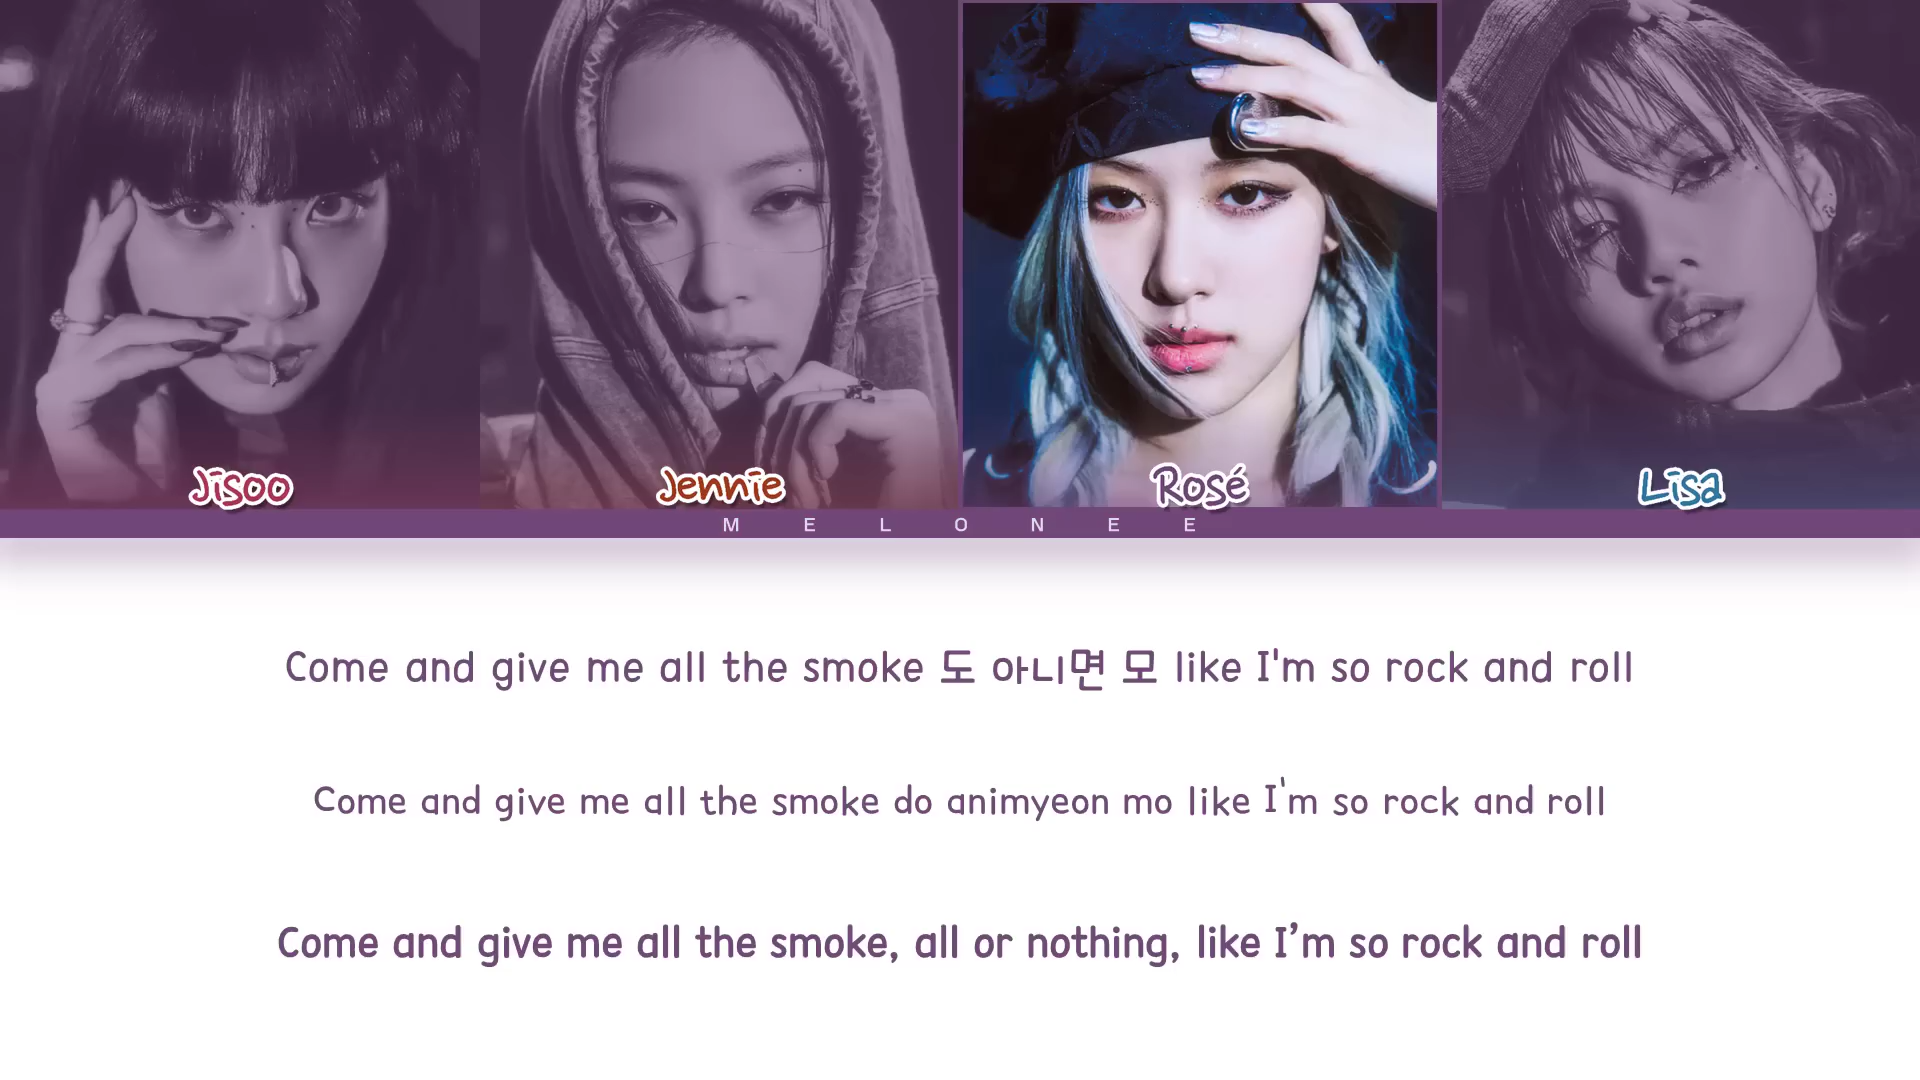 Jisoo
Jennie
Rosé
Lisa
MELONEE
Come and give me all the smoke 도 아니면 모 like I'm so rock and roll
Come and give me all the smoke do animyeon mo like I'm so rock and roll
Come and give me all the smoke, all or nothing, like I’m so rock and roll